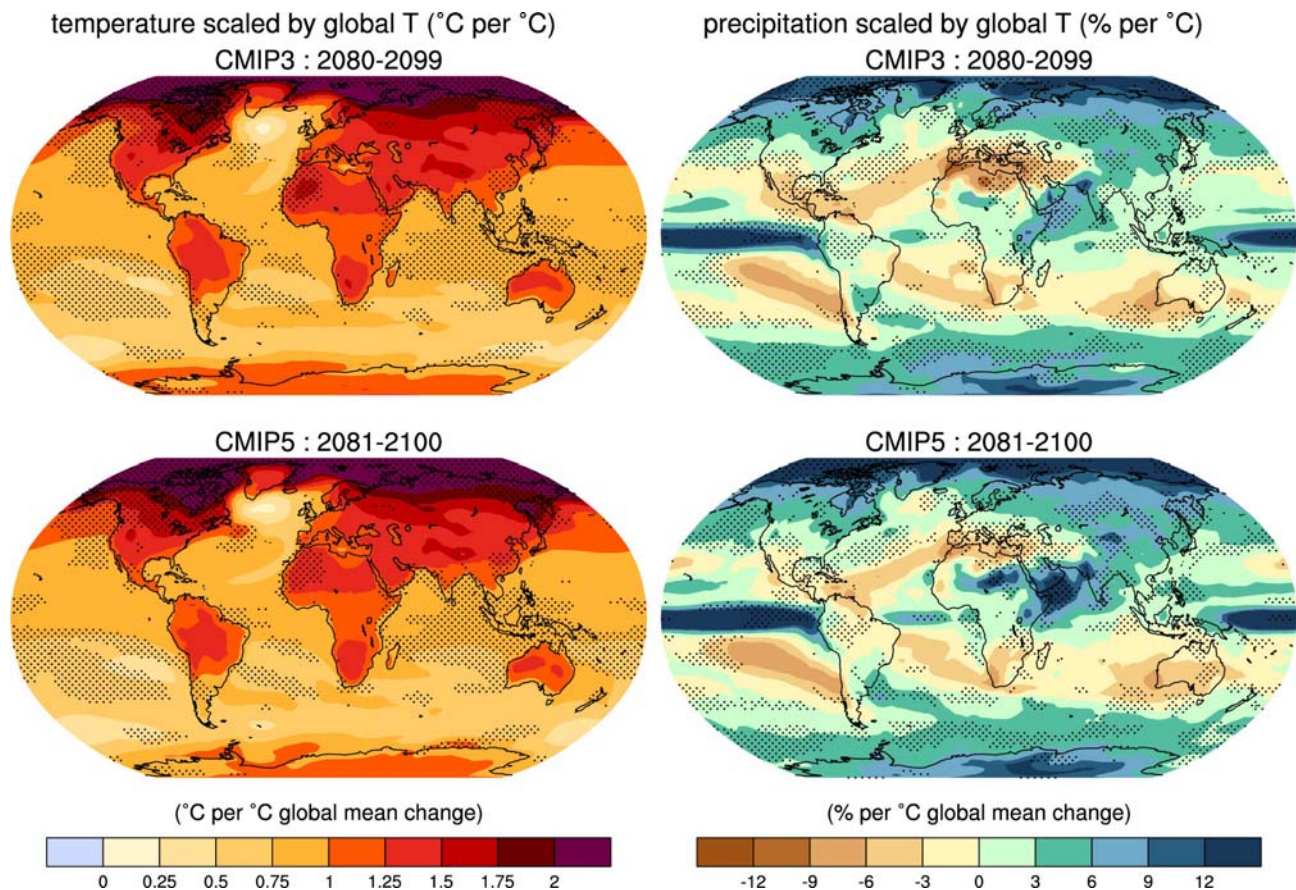 temperature scaled by global T (°C per °C)
CMIP3 : 2080-2099
precipitation scaled by global T (% per °C)
CMIP3 : 2080-2099
CMIP5 : 2081-2100
CMIP5 : 2081-2100
(°C per °C global mean change)
0 0.25 0.5 0.75 1 1.25 1.5 1.75 2
(% per °C global mean change)
-12 -9 -6 -3 0 3 6 9 12